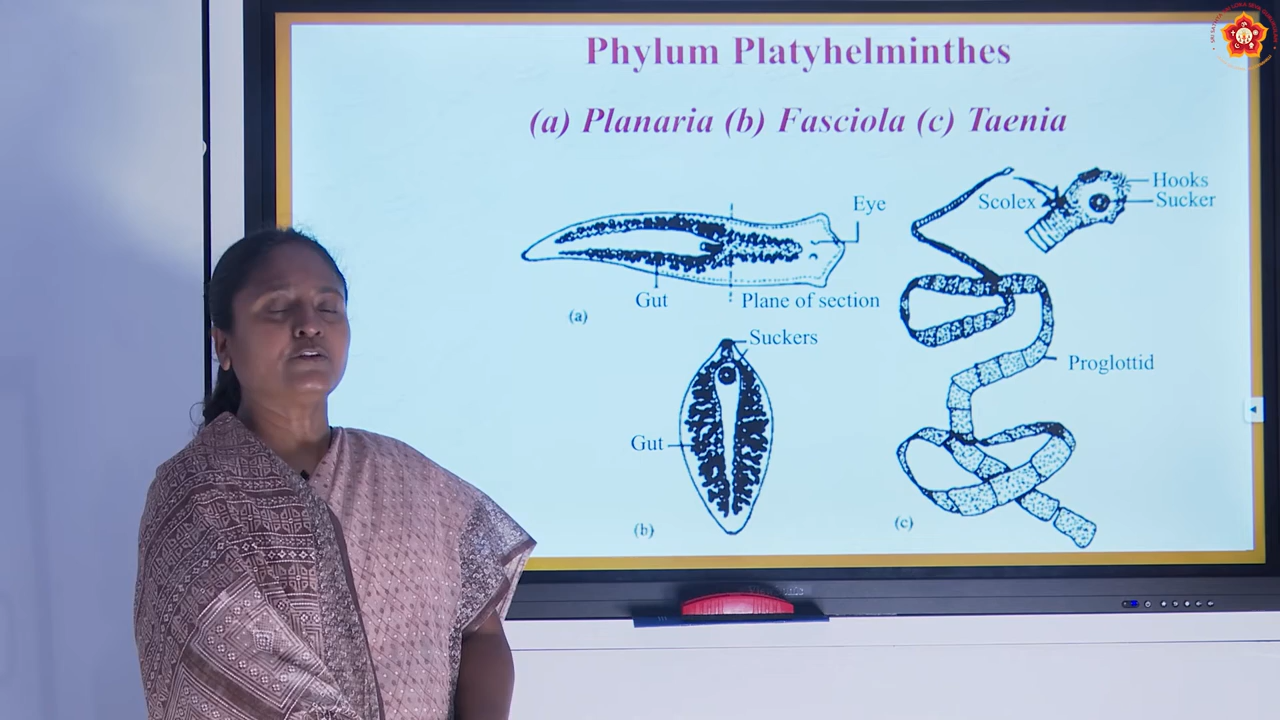 Phylum Platyhelminthes
(a) Planaria (b) Fasciola (c) Taenia
Eye
Gut
Plane of section
(a)
Suckers
Gut
(b)
Scolex
Hooks
Sucker
Proglottid
(c)